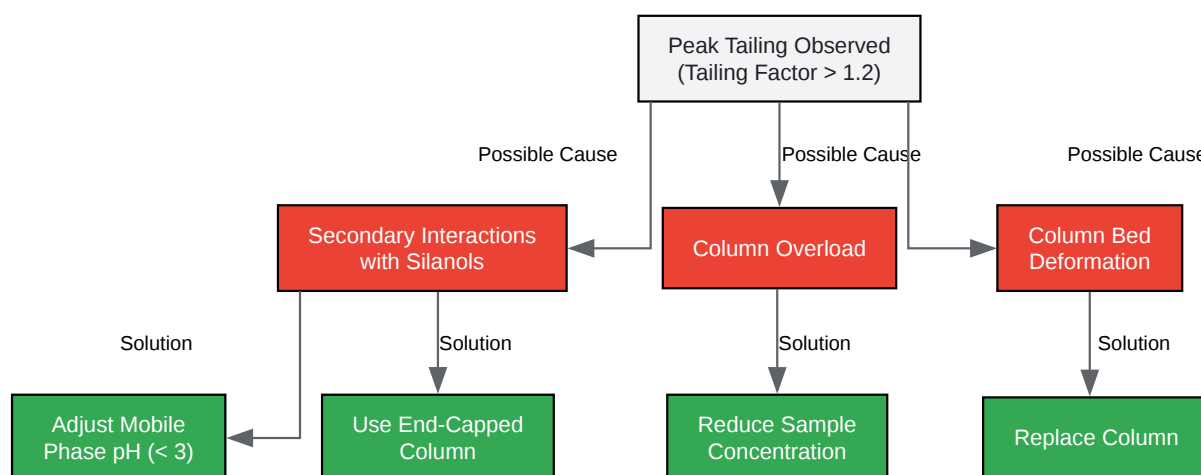 Peak Tailing Observed
(Tailing Factor > 1.2)
Possible Cause
Possible Cause
Possible Cause
Secondary Interactions
with Silanols
Column Overload
Column Bed
Deformation
Solution
Solution
Solution
Solution
Adjust Mobile
Phase pH (< 3)
Use End-Capped
Column
Reduce Sample
Concentration
Replace Column